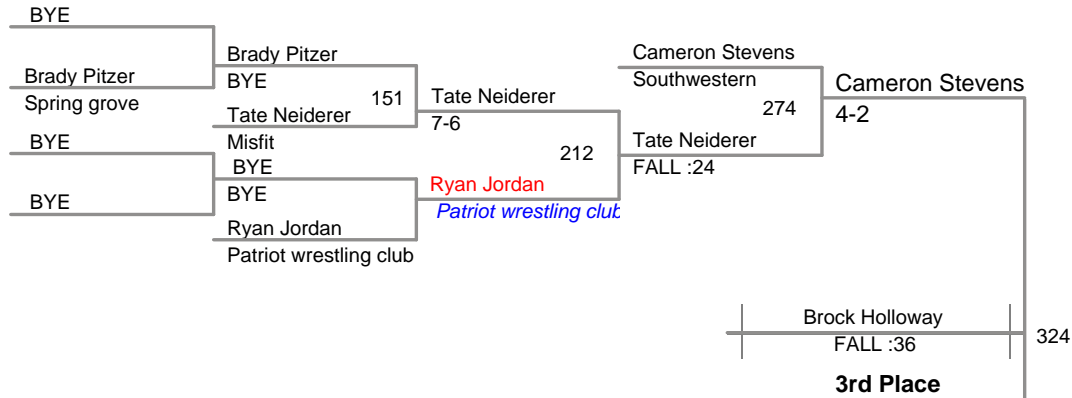 BYE
Brady Pitzer
Cameron Stevens
Brady Pitzer
BYE
Southwestern
Cameron Stevens
Spring grove
151
Tate Neiderer
274
4-2
Tate Neiderer
7-6
BYE
Misfit
212
Tate Neiderer
BYE
FALL :24
BYE
BYE
Ryan Jordan
Patriot wrestling club
Ryan Jordan
Patriot wrestling club
Brock Holloway
324
FALL :36
3rd Place